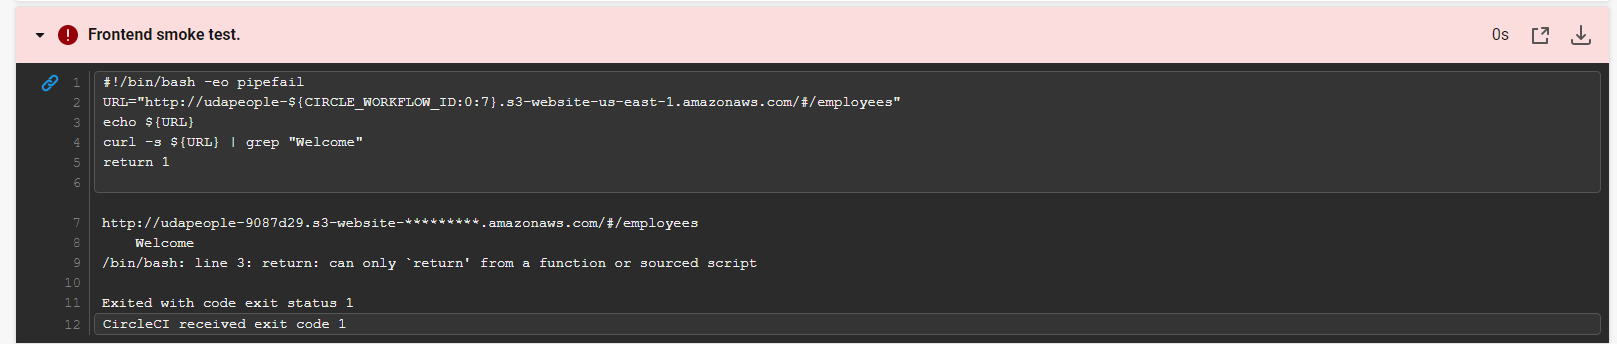 Frontend smoke test.
0s
1 #!/bin/bash -eo pipefail
2 URL="http://udapeople-${CIRCLE_WORKFLOW_ID:0:7}.s3-website-us-east-1.amazonaws.com/#/employees"
3 echo ${URL}
4 curl -s ${URL} | grep "Welcome"
5 return 1
6
7 http://udapeople-9087d29.s3-website-*********.amazonaws.com/#/employees
8     Welcome
9 /bin/bash: line 3: return: can only `return' from a function or sourced script
10
11 Exited with code exit status 1
12 CircleCI received exit code 1